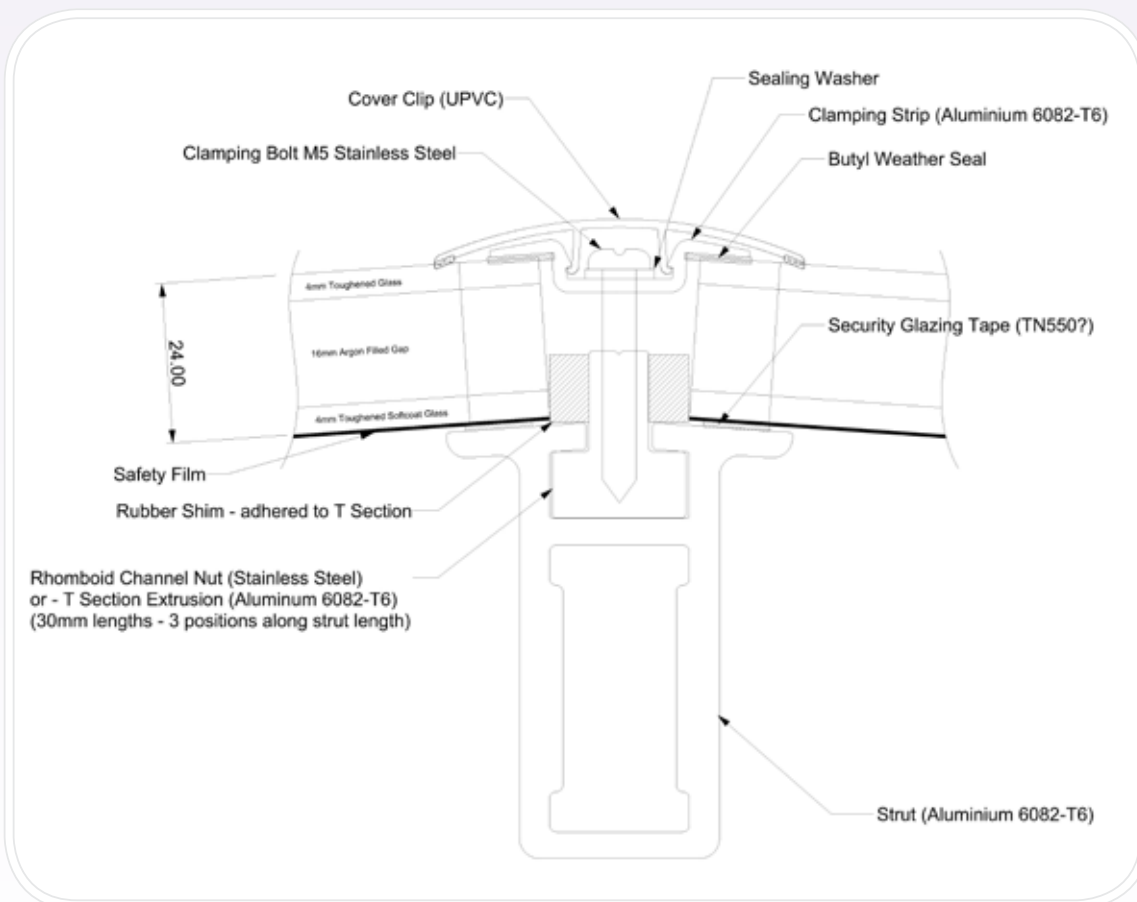 Sealing Washer
Cover Clip (UPVC)
Clamping Strip (Aluminium 6082-T6)
Clamping Bolt M5 Stainless Steel
Butyl Weather Seal
4mm Toughened Glass
Security Glazing Tape (TN550?)
16mm Argon Filled Gap
24.00
4mm Toughened Softcoat Glass
Safety Film
Rubber Shim - adhered to T Section
Rhomboid Channel Nut (Stainless Steel)
or - T Section Extrusion (Aluminum 6082-T6)
(30mm lengths - 3 positions along strut length)
Strut (Aluminium 6082-T6)